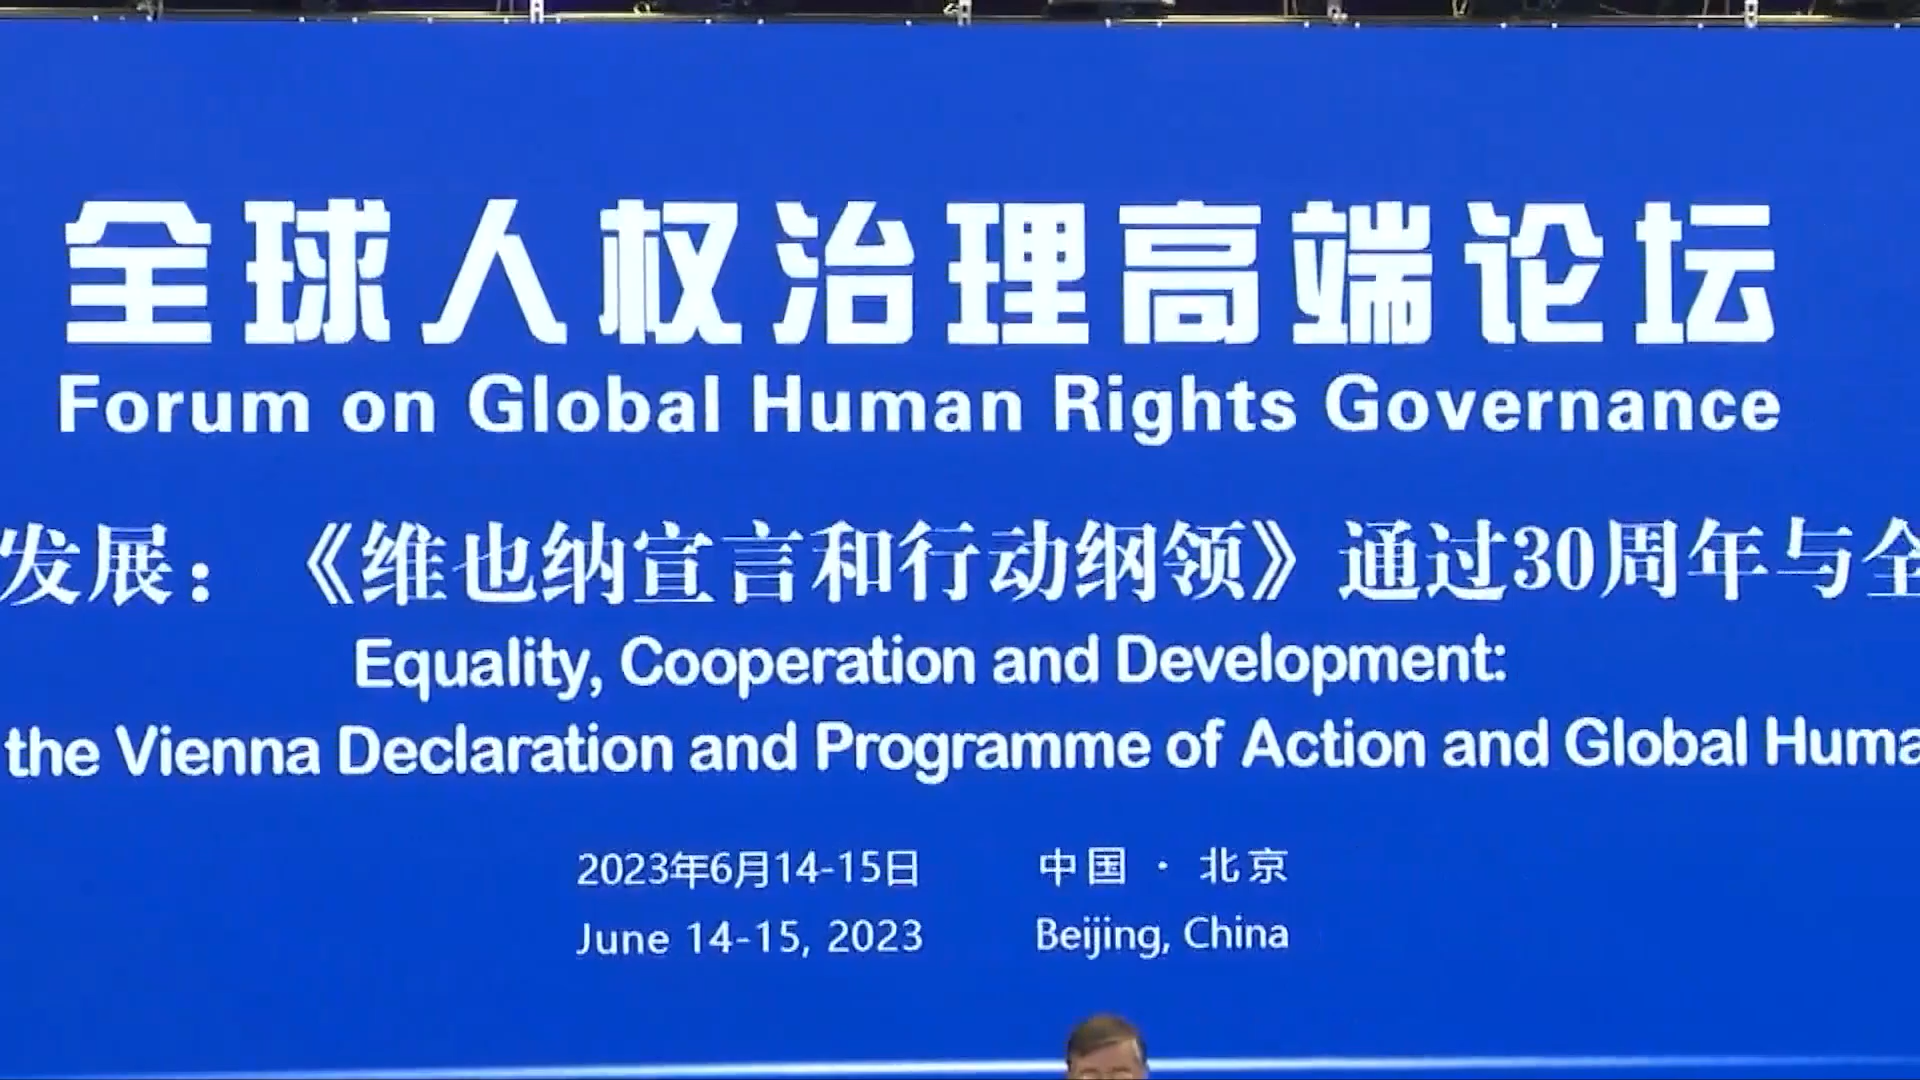 全球人权治理高端论坛
Forum on Global Human Rights Governance
发展：《维也纳宣言和行动纲领》通过30周年与全
Equality, Cooperation and Development:
the Vienna Declaration and Programme of Action and Global Huma
2023年6月14-15日 中国 · 北京
June 14-15, 2023 Beijing, China